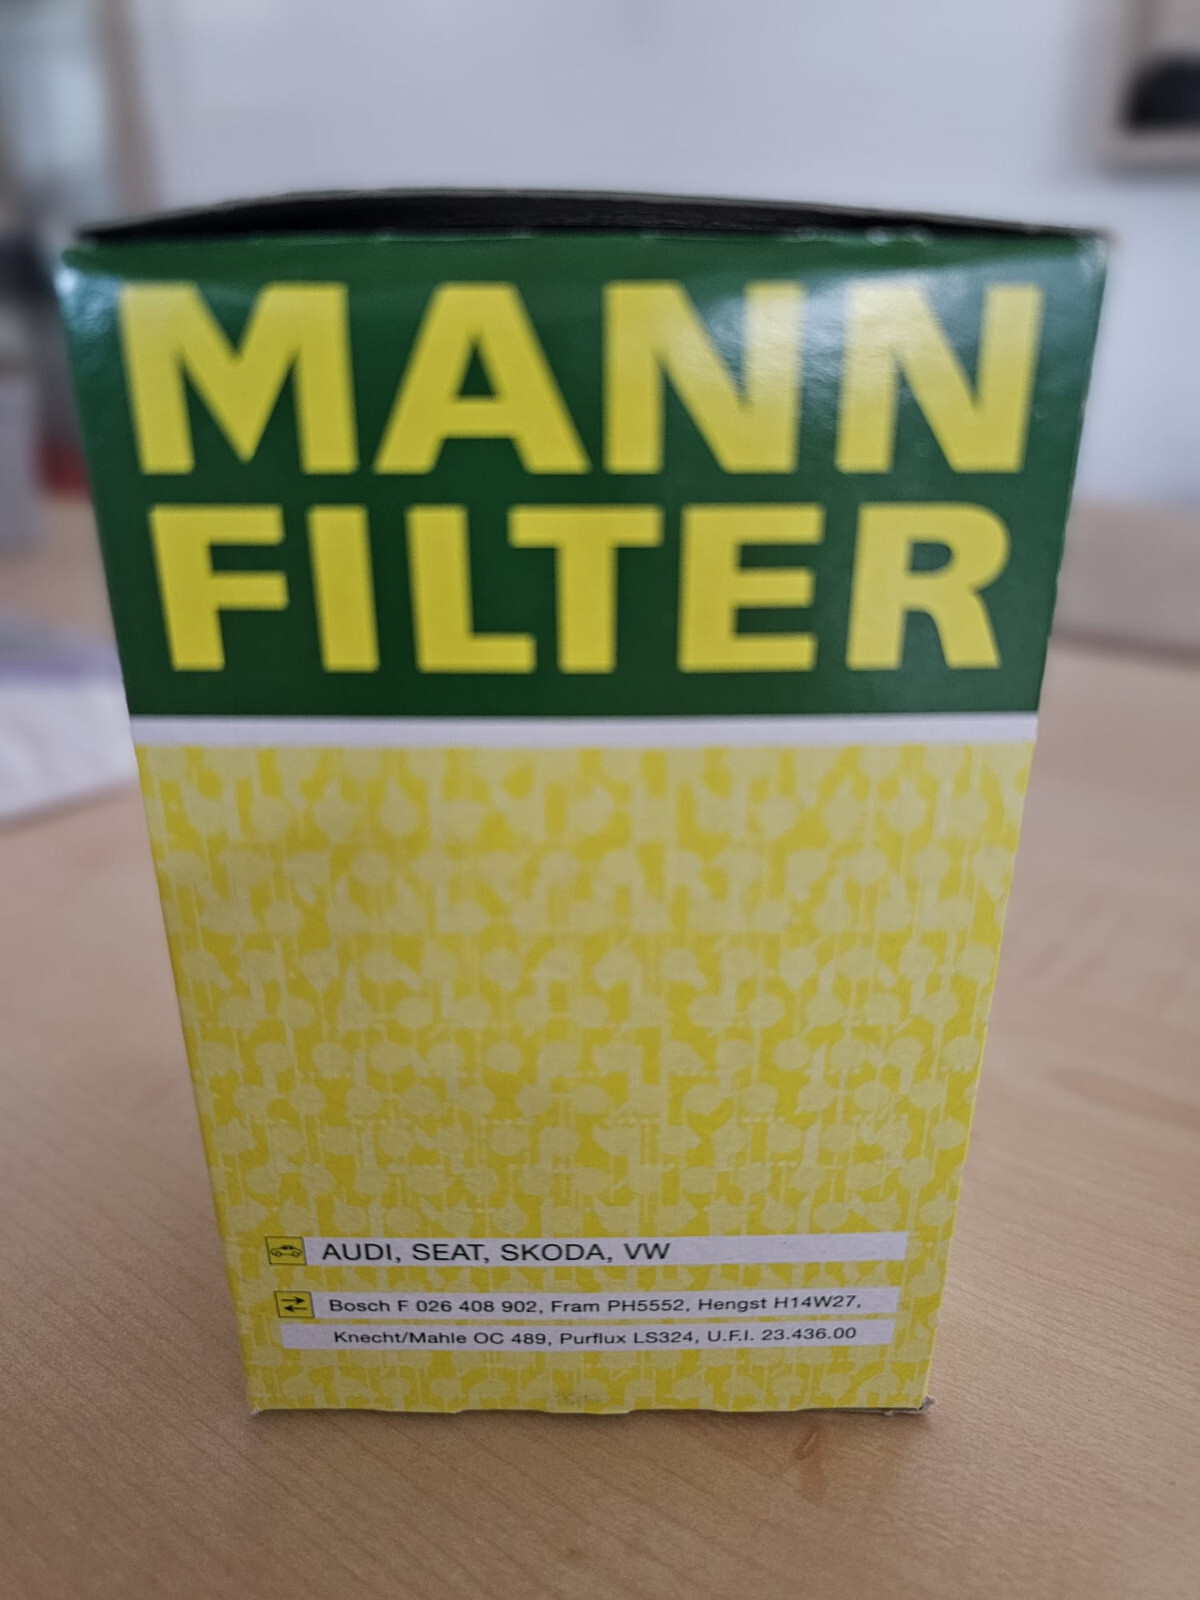 MANN
FILTER
AUDI, SEAT, SKODA, VW
Bosch F 026 408 902, Fram PH5552, Hengst H14W27,
Knecht/Mahle OC 489, Purflux LS324, U.F.I. 23.436.00